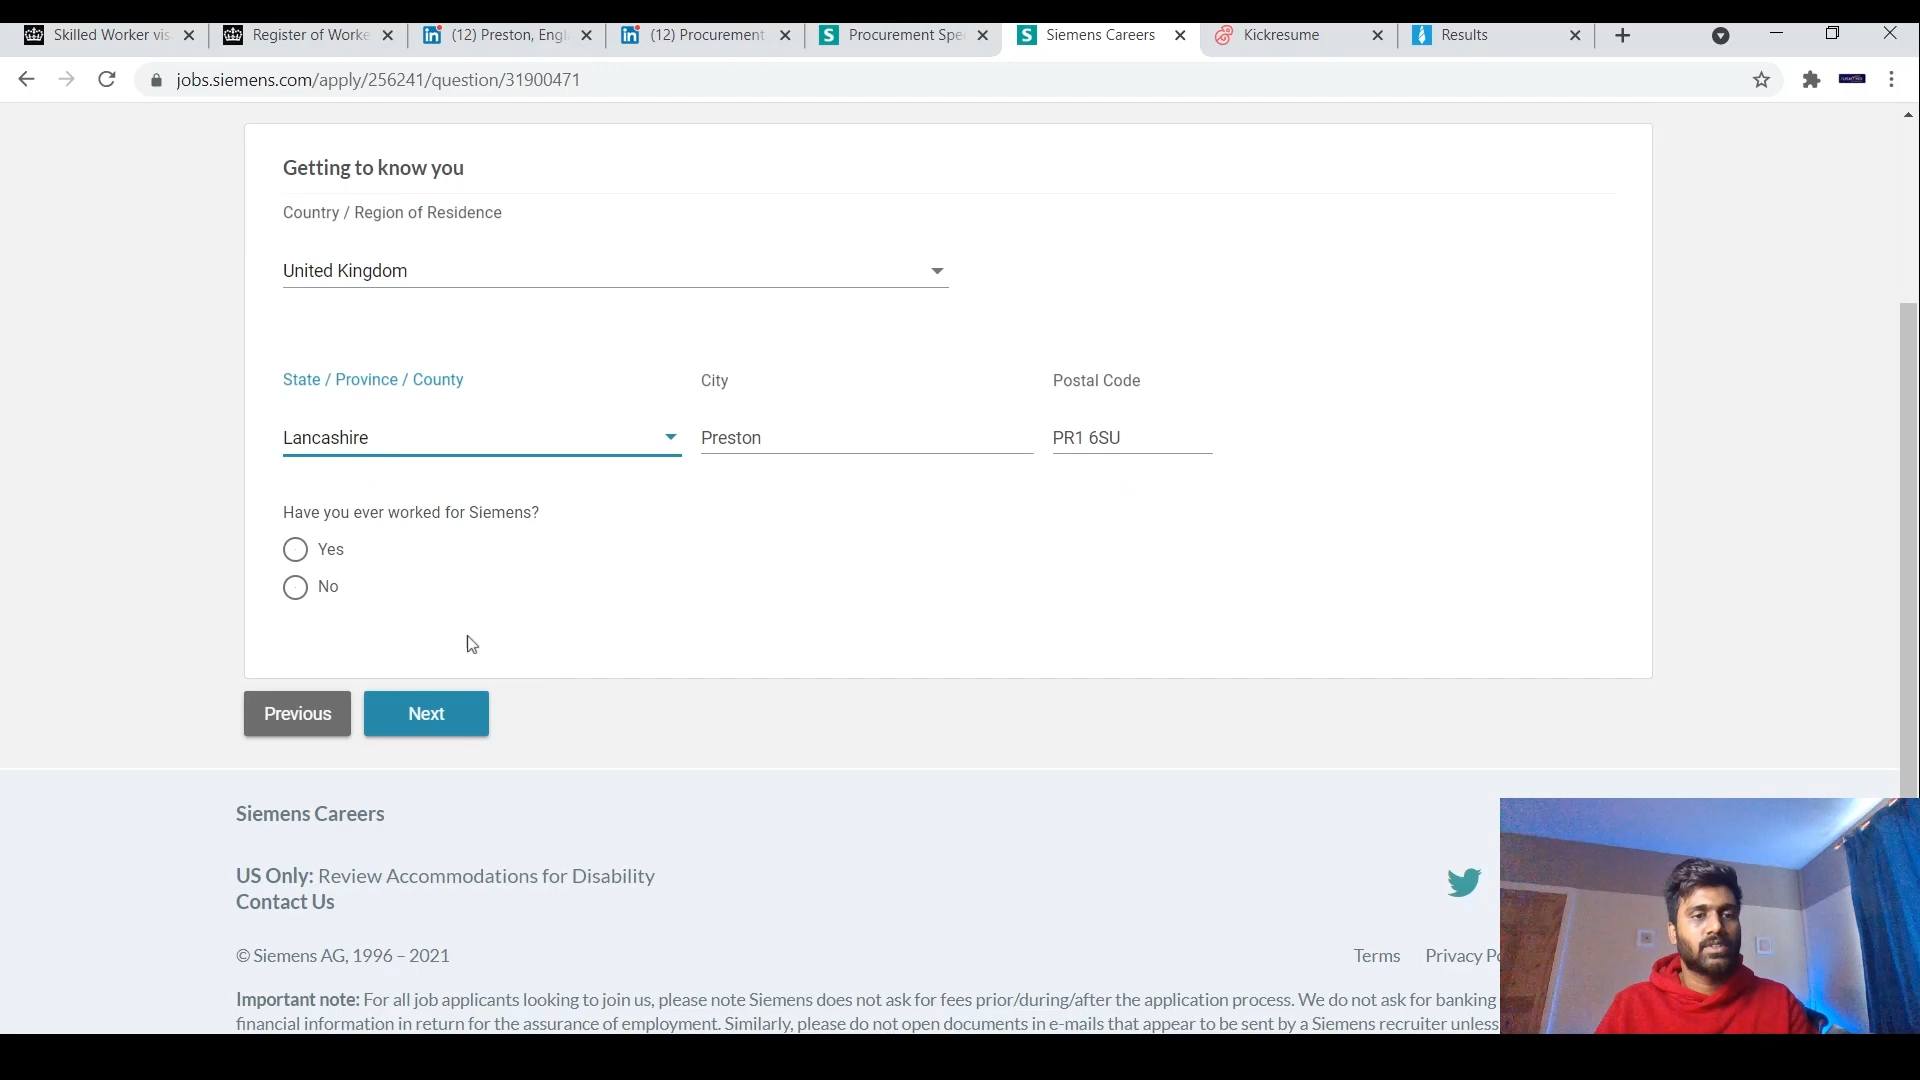 Skilled Worker vis
Register of Worke
(12) Preston, Engl
(12) Procurement
Procurement Spe
Siemens Careers
Kickresume
Results
jobs.siemens.com/apply/256241/question/31900471
Getting to know you
Country / Region of Residence
United Kingdom
State / Province / County
City
Postal Code
Lancashire
Preston
PR1 6SU
Have you ever worked for Siemens?
Yes
No
Previous
Next
Siemens Careers
US Only: Review Accommodations for Disability
Contact Us
© Siemens AG, 1996 – 2021
Terms
Privacy Po
Important note: For all job applicants looking to join us, please note Siemens does not ask for fees prior/during/after the application process. We do not ask for banking
financial information in return for the assurance of employment. Similarly, please do not open documents in e-mails that appear to be sent by a Siemens recruiter unless